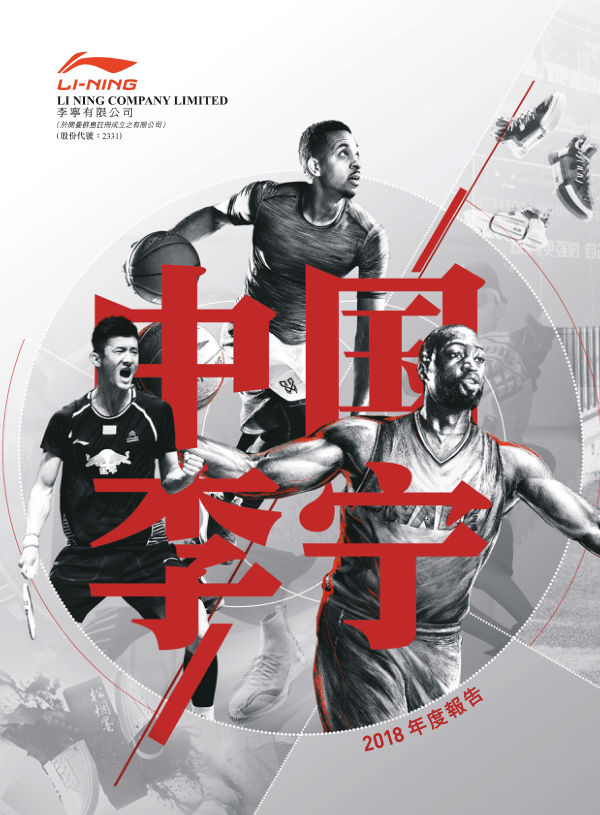 LI-NING
LI NING COMPANY LIMITED
李寧有限公司
(於開曼群島註冊成立之有限公司)
(股份代號：2331)
中国
李宁
2018 年度報告